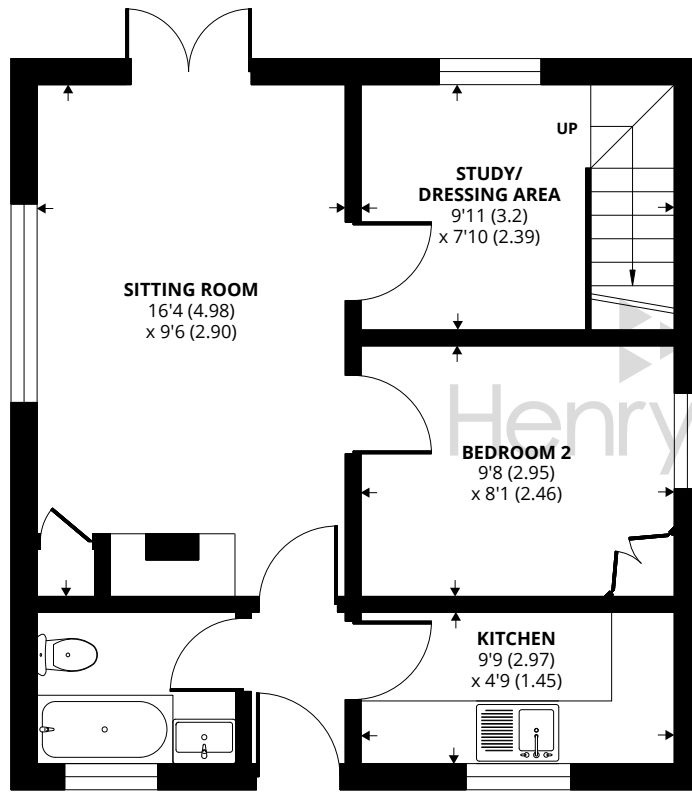 UP
STUDY/
DRESSING AREA
9'11 (3.2)
x 7'10 (2.39)
SITTING ROOM
16'4 (4.98)
x 9'6 (2.90)
Henry
BEDROOM 2
9'8 (2.95)
x 8'1 (2.46)
KITCHEN
9'9 (2.97)
x 4'9 (1.45)